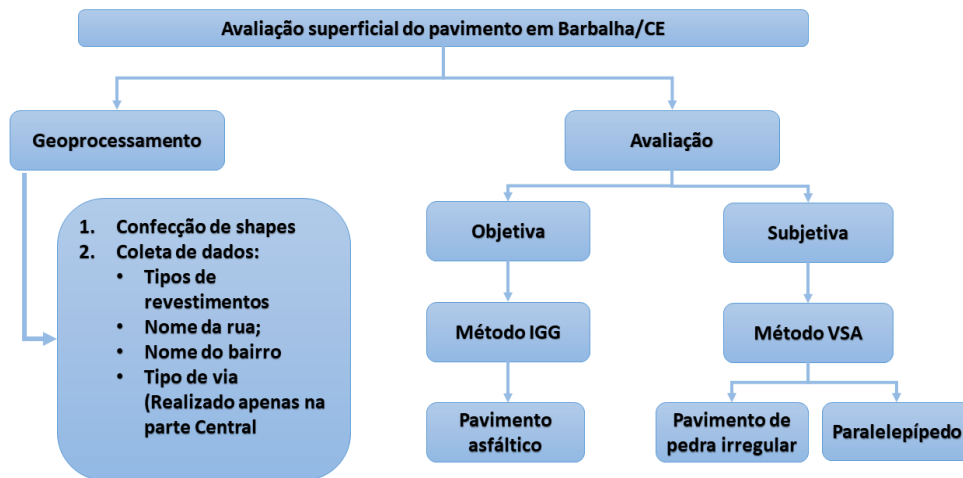 Avaliação superficial do pavimento em Barbalha/CE
Geoprocessamento
Avaliação
1. Confecção de shapes
2. Coleta de dados:
• Tipos de
revestimentos
• Nome da rua;
• Nome do bairro
• Tipo de via
(Realizado apenas na
parte Central
Objetiva
Subjetiva
Método IGG
Método VSA
Pavimento
asfáltico
Pavimento de
pedra irregular
Paralelepípedo